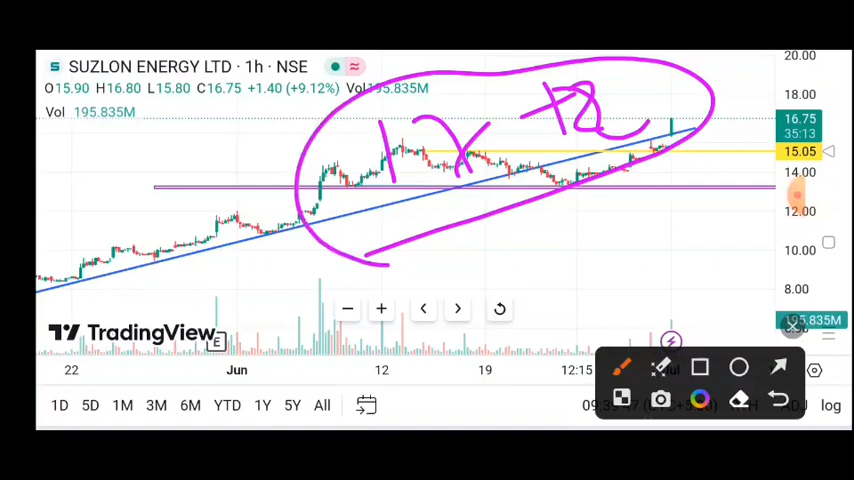 SUZLON ENERGY LTD · 1h · NSE
O15.90 H16.80 L15.80 C16.75 +1.40 (+9.12%) Vol195.835M
Vol 195.835M
20.00
18.00
16.75
35:13
15.05
14.00
12.00
10.00
8.00
195.835M
TradingView
E
22 Jun 12 19 12:15
1D 5D 1M 3M 6M YTD 1Y 5Y All
log